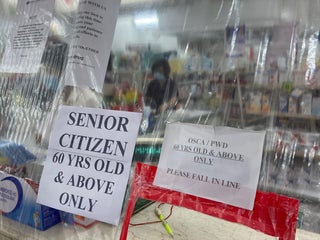 SENIOR
CITIZEN
60 YRS OLD
& ABOVE
ONLY
OSCA / PWD
60 YRS OLD & ABOVE
ONLY
PLEASE FALL IN LINE